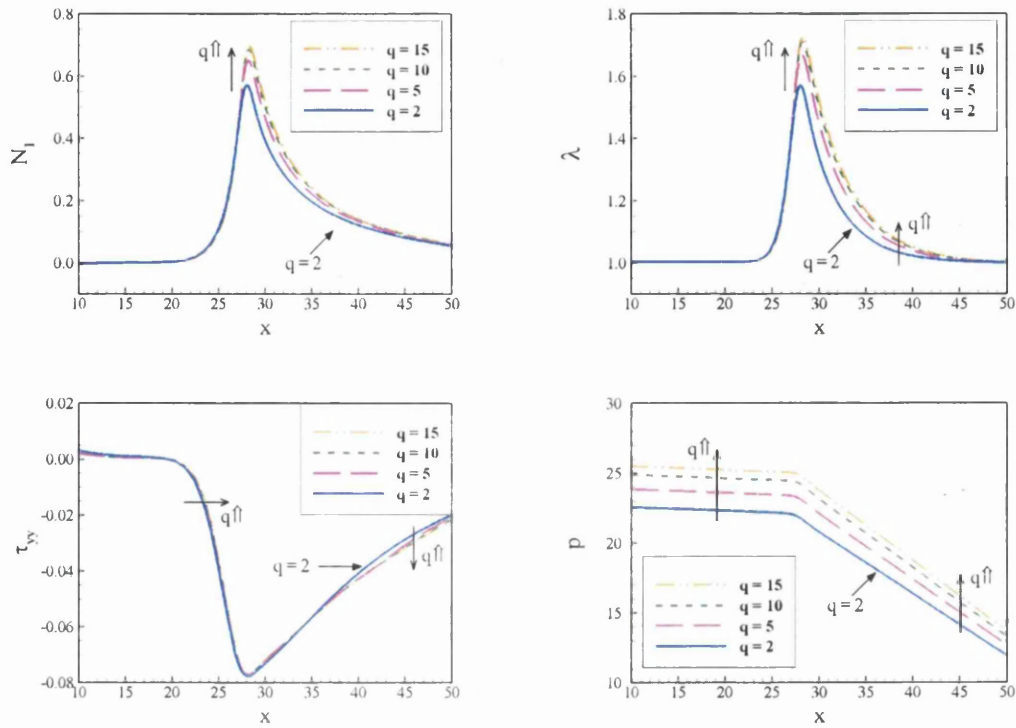 0.8
0.6
0.4
0.2
0.0
N₁
q⇑
q = 15
q = 10
q = 5
q = 2
q = 2
10 15 20 25 30 35 40 45 50
x
1.8
1.6
1.4
1.2
1.0
λ
q⇑
q = 15
q = 10
q = 5
q = 2
q⇑
q = 2
10 15 20 25 30 35 40 45 50
x
0.02
0.00
-0.02
-0.04
-0.06
-0.08
τyy
q = 15
q = 10
q = 5
q = 2
q⇑
q = 2
q⇑
10 15 20 25 30 35 40 45 50
x
30
25
20
15
10
p
q⇑
q⇑
q = 2
q = 15
q = 10
q = 5
q = 2
10 15 20 25 30 35 40 45 50
x